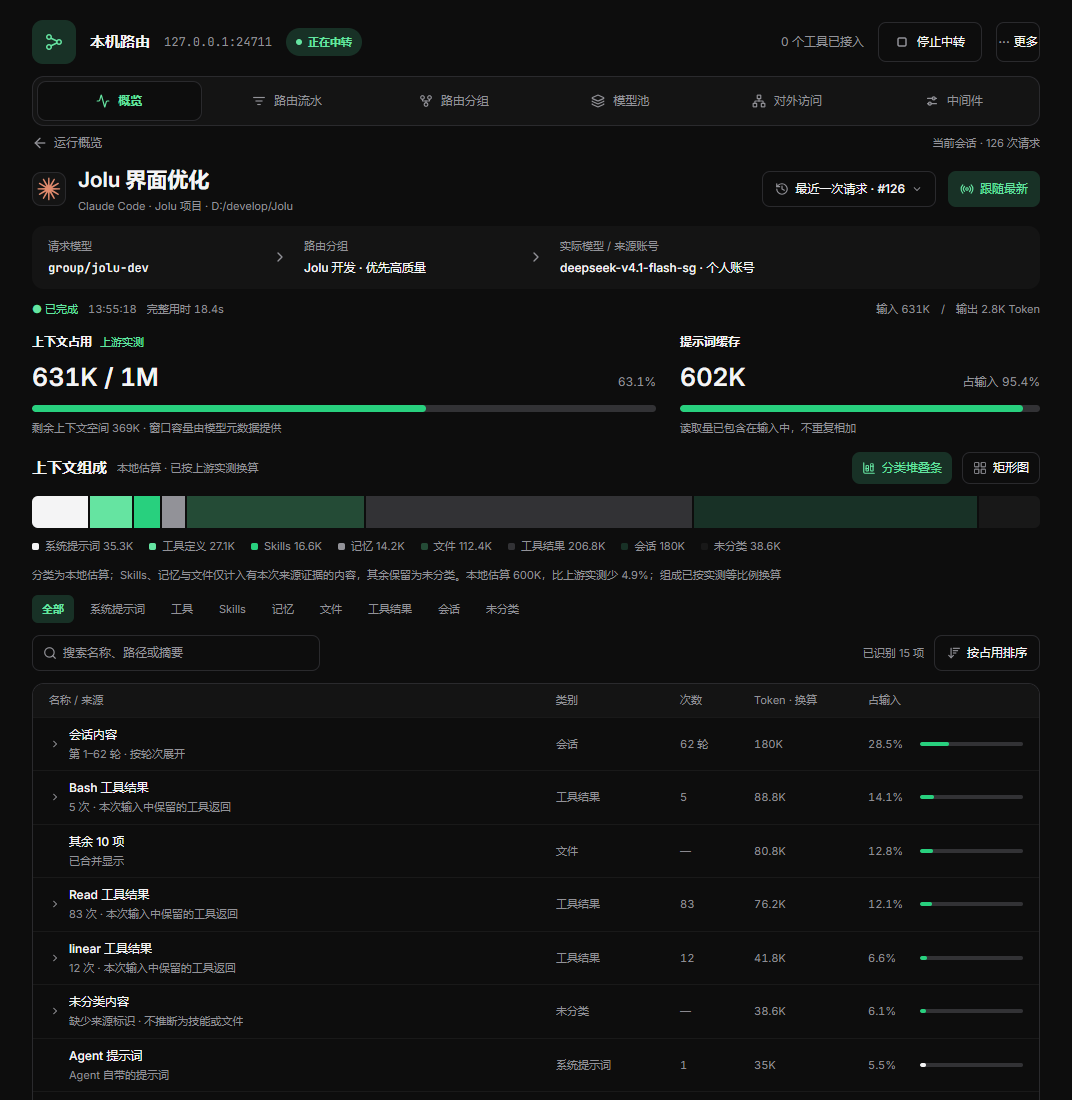 本机路由 127.0.0.1:24711 正在中转 0 个工具已接入 停止中转 ··· 更多
概览 路由流水 路由分组 模型池 对外访问 中间件
运行概览 当前会话 · 126 次请求
Jolu 界面优化
Claude Code · Jolu 项目 · D:/develop/Jolu
最近一次请求 · #126 跟随最新
请求模型 路由分组 实际模型 / 来源账号
group/jolu-dev Jolu 开发 · 优先高质量 deepseek-v4.1-flash-sg · 个人账号
已完成 13:55:18 完整用时 18.4s 输入 631K / 输出 2.8K Token
上下文占用 上游实测 提示词缓存
631K / 1M 63.1% 602K 占输入 95.4%
剩余上下文空间 369K · 窗口容量由模型元数据提供 读取量已包含在输入中，不重复相加
上下文组成 本地估算 · 已按上游实测换算 分类堆叠条 矩形图
系统提示词 35.3K 工具定义 27.1K Skills 16.6K 记忆 14.2K 文件 112.4K 工具结果 206.8K 会话 180K 未分类 38.6K
分类为本地估算；Skills、记忆与文件仅计入有本次来源证据的内容，其余保留为未分类。本地估算 600K，比上游实测少 4.9%；组成已按实测等比例换算
全部 系统提示词 工具 Skills 记忆 文件 工具结果 会话 未分类
搜索名称、路径或摘要 已识别 15 项 按占用排序
名称 / 来源 类别 次数 Token · 换算 占输入
会话内容
第 1–62 轮 · 按轮次展开 会话 62 轮 180K 28.5%
Bash 工具结果
5 次 · 本次输入中保留的工具返回 工具结果 5 88.8K 14.1%
其余 10 项
已合并显示 文件 — 80.8K 12.8%
Read 工具结果
83 次 · 本次输入中保留的工具返回 工具结果 83 76.2K 12.1%
linear 工具结果
12 次 · 本次输入中保留的工具返回 工具结果 12 41.8K 6.6%
未分类内容
缺少来源标识 · 不推断为技能或文件 未分类 — 38.6K 6.1%
Agent 提示词
Agent 自带的提示词 系统提示词 1 35K 5.5%